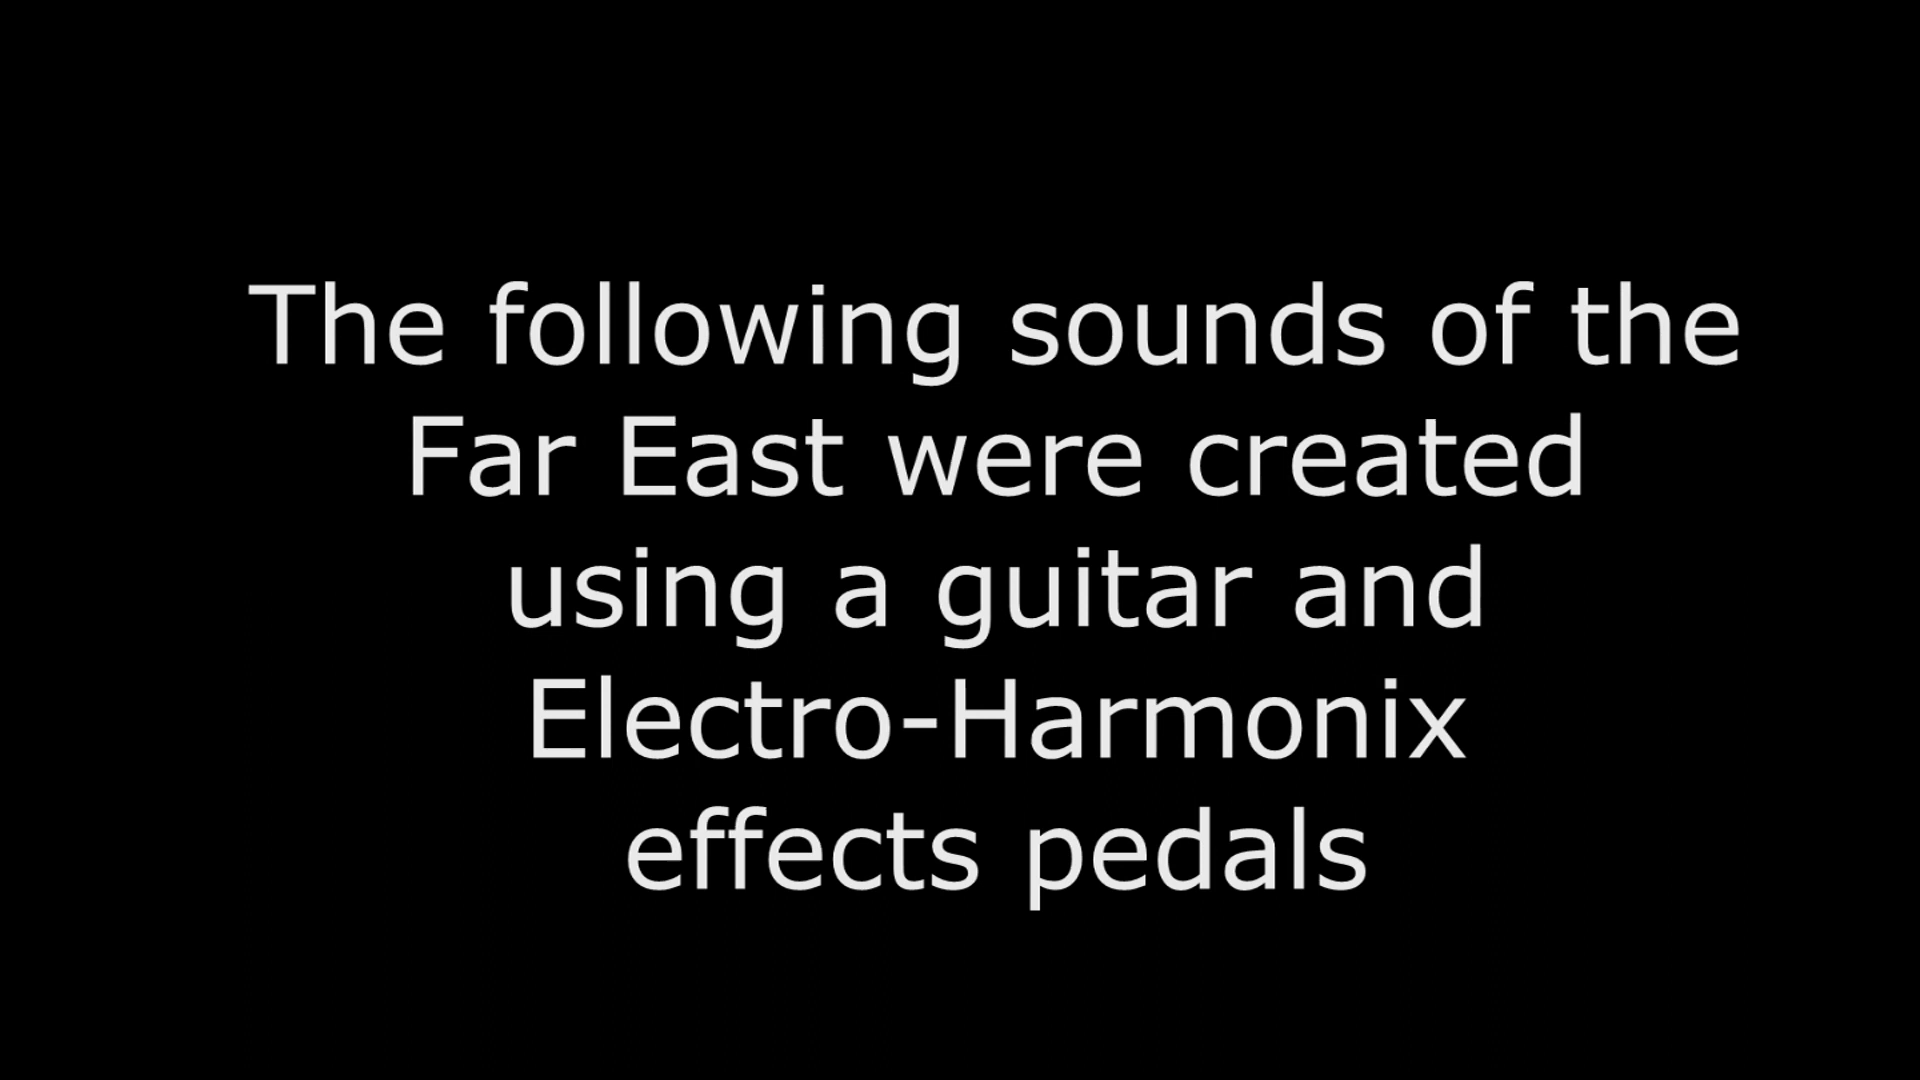 The following sounds of the
Far East were created
using a guitar and
Electro-Harmonix
effects pedals